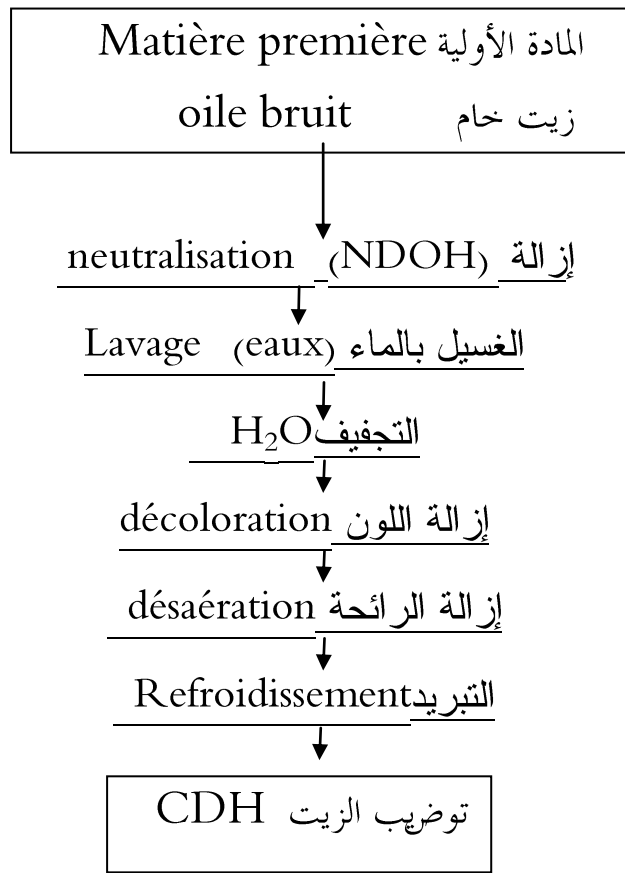 Matière première المادة الأولية
oile bruit زيت خام
neutralisation (NDOH) إزالة
Lavage (eaux) الغسيل بالماء
H₂O التجفيف
décoloration إزالة اللون
désaération إزالة الرائحة
Refroidissement التبريد
CDH توضيب الزيت